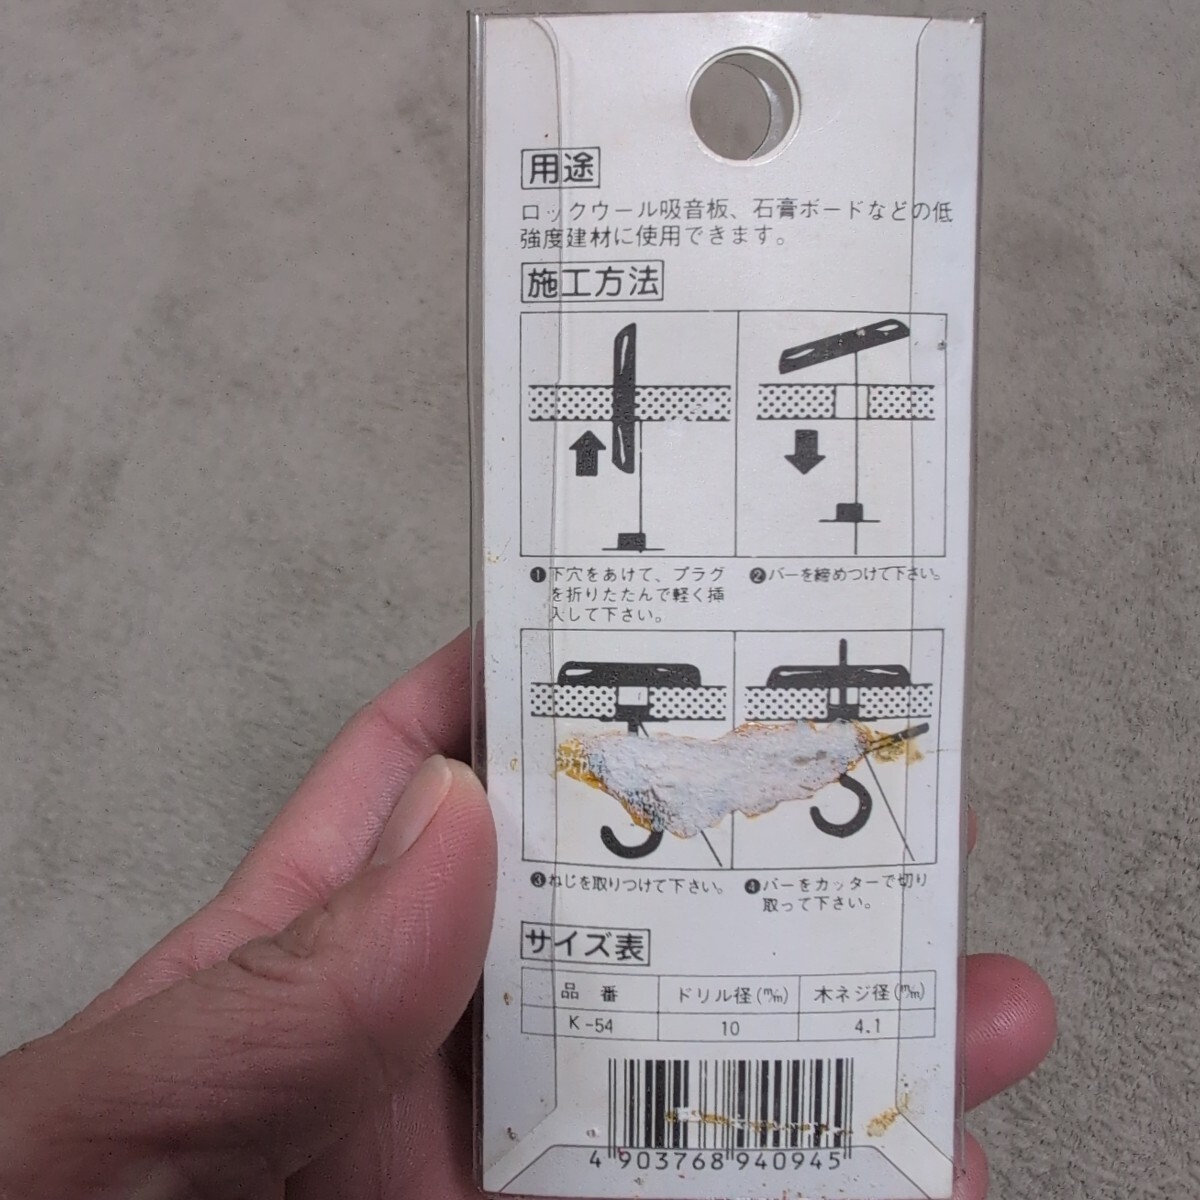 用途
ロックウール吸音板、石膏ボードなどの低
強度建材に使用できます。
施工方法
❶下穴をあけて、プラグ
を折りたたんで軽く挿
入して下さい。
❷バーを締めつけて下さい。
❸ねじを取りつけて下さい。
❹バーをカッターで切り
取って下さい。
サイズ表
品番 ドリル径(㎜) 木ネジ径(㎜)
K-54 10 4.1
4 903768 940945